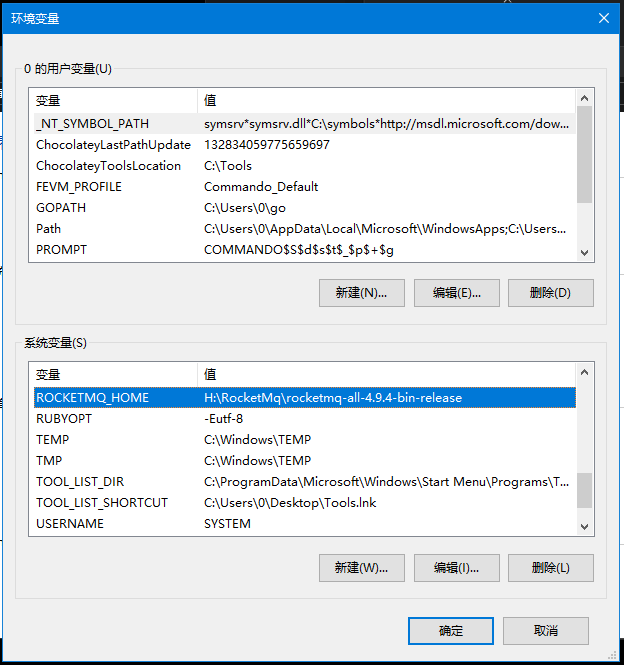 环境变量
0 的用户变量(U)
变量 值
_NT_SYMBOL_PATH symsrv*symsrv.dll*C:\symbols*http://msdl.microsoft.com/dow...
ChocolateyLastPathUpdate 132834059775659697
ChocolateyToolsLocation C:\Tools
FEVM_PROFILE Commando_Default
GOPATH C:\Users\0\go
Path C:\Users\0\AppData\Local\Microsoft\WindowsApps;C:\Users...
PROMPT COMMANDO$S$d$s$t$_$p$+$g
新建(N)... 编辑(E)... 删除(D)
系统变量(S)
变量 值
ROCKETMQ_HOME H:\RocketMq\rocketmq-all-4.9.4-bin-release
RUBYOPT -Eutf-8
TEMP C:\Windows\TEMP
TMP C:\Windows\TEMP
TOOL_LIST_DIR C:\ProgramData\Microsoft\Windows\Start Menu\Programs\T...
TOOL_LIST_SHORTCUT C:\Users\0\Desktop\Tools.lnk
USERNAME SYSTEM
新建(W)... 编辑(I)... 删除(L)
确定 取消